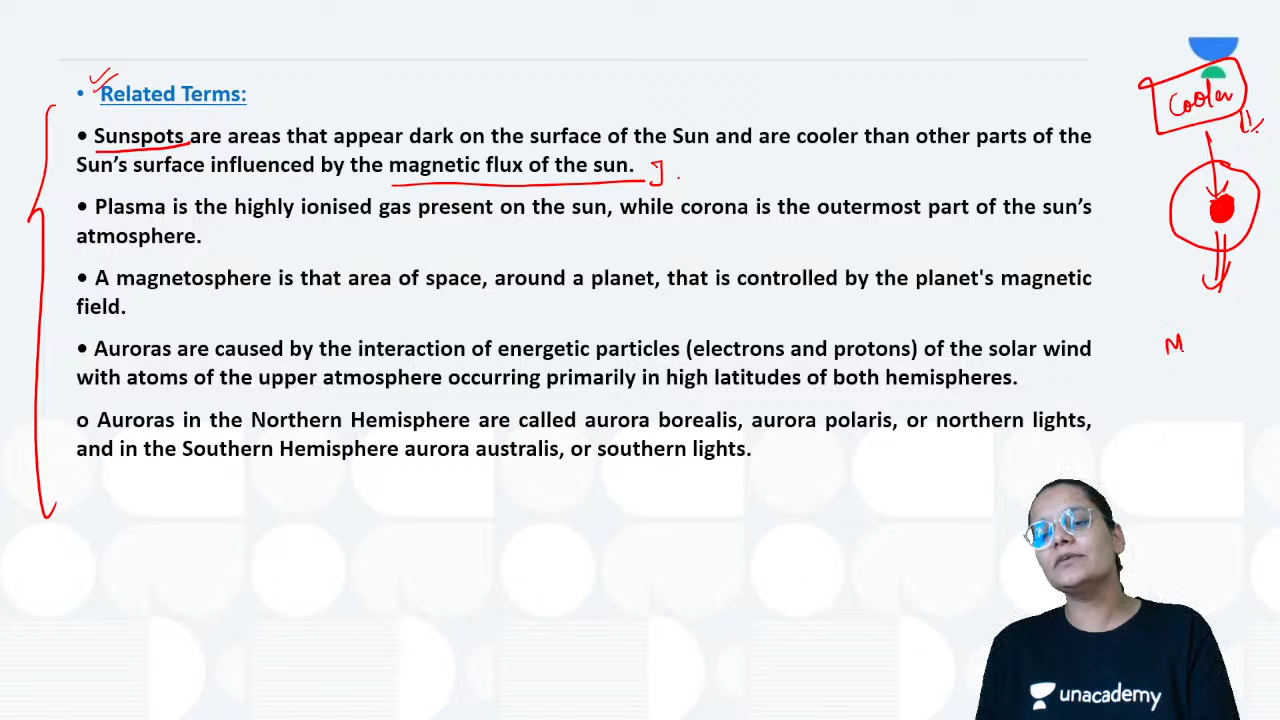 • Related Terms:
• Sunspots are areas that appear dark on the surface of the Sun and are cooler than other parts of the
Sun's surface influenced by the magnetic flux of the sun.
• Plasma is the highly ionised gas present on the sun, while corona is the outermost part of the sun's
atmosphere.
• A magnetosphere is that area of space, around a planet, that is controlled by the planet's magnetic
field.
• Auroras are caused by the interaction of energetic particles (electrons and protons) of the solar wind
with atoms of the upper atmosphere occurring primarily in high latitudes of both hemispheres.
o Auroras in the Northern Hemisphere are called aurora borealis, aurora polaris, or northern lights,
and in the Southern Hemisphere aurora australis, or southern lights.
Cooler
M
unacademy